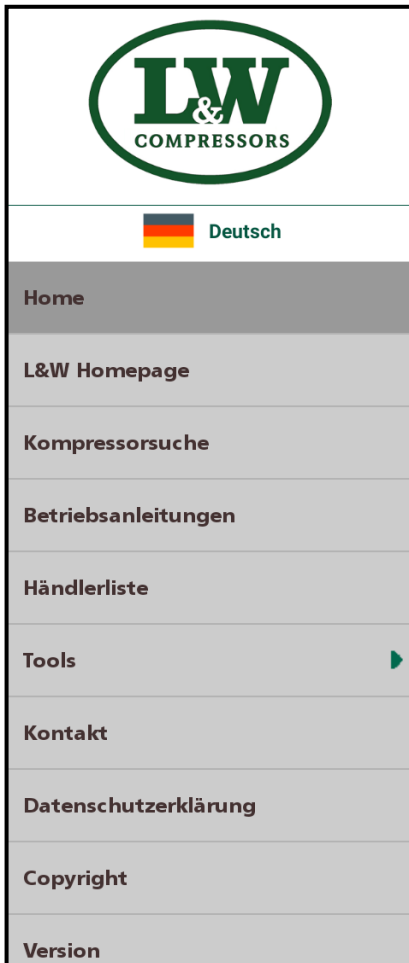 L&W
COMPRESSORS
Deutsch
Home
L&W Homepage
Kompressorsuche
Betriebsanleitungen
Händlerliste
Tools
Kontakt
Datenschutzerklärung
Copyright
Version